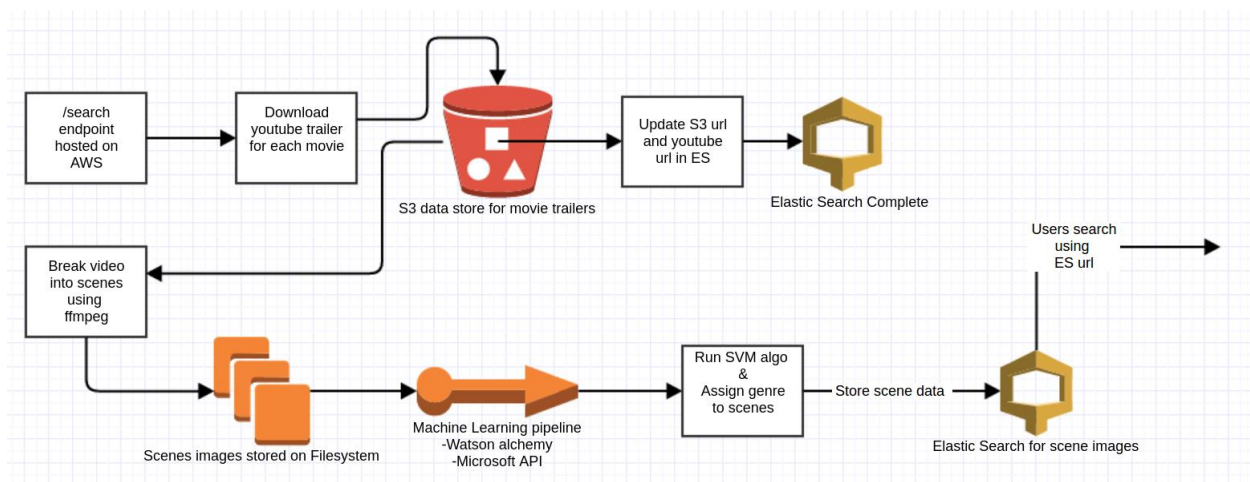 /search
endpoint
hosted on
AWS
Download
youtube trailer
for each movie
S3 data store for movie trailers
Update S3 url
and youtube
url in ES
Elastic Search Complete
Break video
into scenes
using
ffmpeg
Scenes images stored on Filesystem
Machine Learning pipeline
-Watson alchemy
-Microsoft API
Run SVM algo
&
Assign genre
to scenes
Store scene data
Elastic Search for scene images
Users search
using
ES url